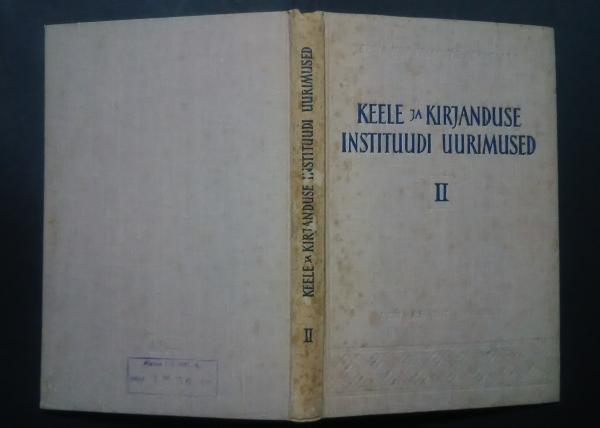 KEELE JA KIRJANDUSE
INSTITUUDI UURIMUSED
II
KEELE JA KIRJANDUSE INSTITUUDI UURIMUSED
II